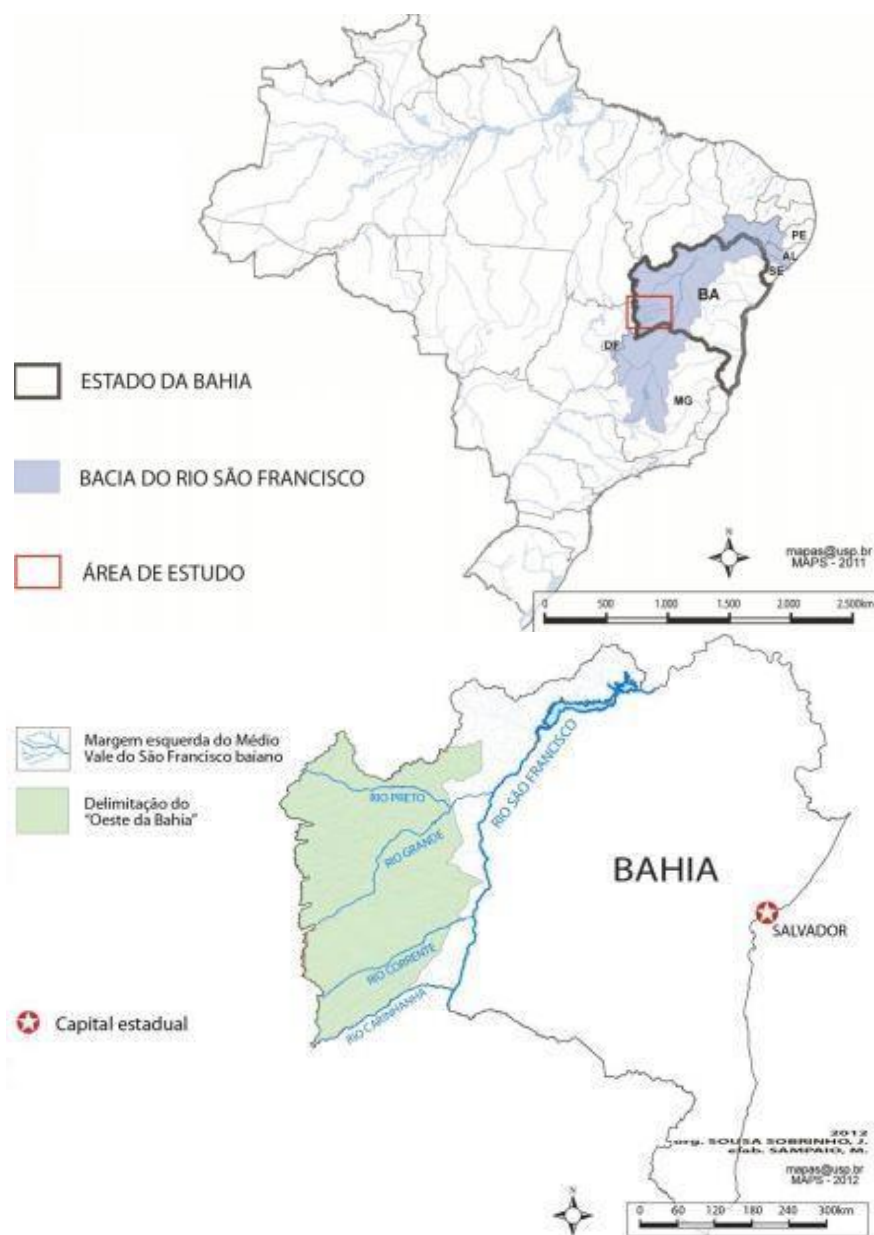 PE
AL
SE
BA
DF
MG
ESTADO DA BAHIA
BACIA DO RIO SÃO FRANCISCO
ÁREA DE ESTUDO
N
mapas@usp.br
MAPS - 2011
0 500 1.000 1.500 2.000 2.500km
Margem esquerda do Médio
Vale do São Francisco baiano
Delimitação do
"Oeste da Bahia"
Capital estadual
RIO PRETO
RIO GRANDE
RIO SÃO FRANCISCO
RIO CORRENTE
RIO CARINHANHA
BAHIA
SALVADOR
2012
org. SOUSA SOBRINHO, J.
elab. SAMPAIO, M.
mapas@usp.br
MAPS - 2012
N
0 60 120 180 240 300km